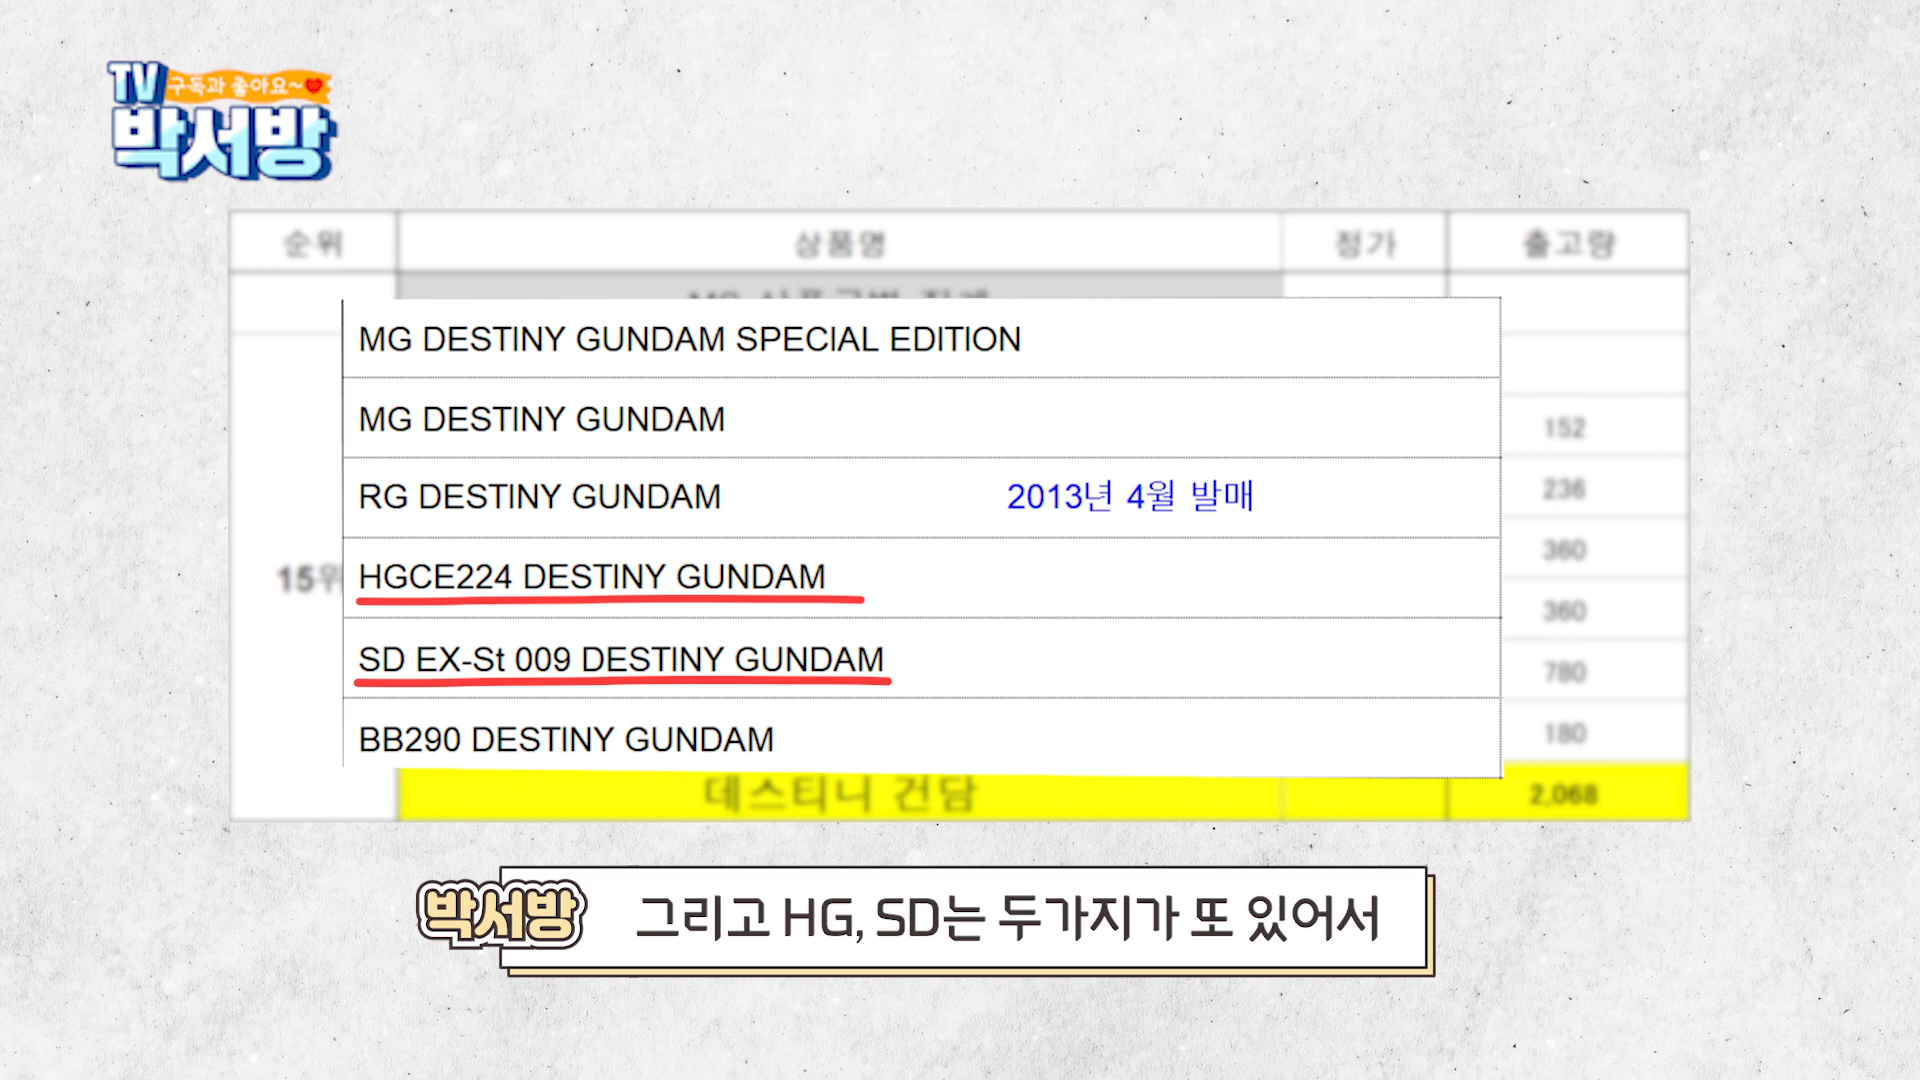 TV 구독과 좋아요~
박서방
순위 상품명 정가 출고량
MG DESTINY GUNDAM SPECIAL EDITION
MG DESTINY GUNDAM 152
RG DESTINY GUNDAM 2013년 4월 발매 236
360
15위 HGCE224 DESTINY GUNDAM
360
SD EX-St 009 DESTINY GUNDAM 780
BB290 DESTINY GUNDAM 180
데스티니 건담 2,068
박서방 그리고 HG, SD는 두가지가 또 있어서